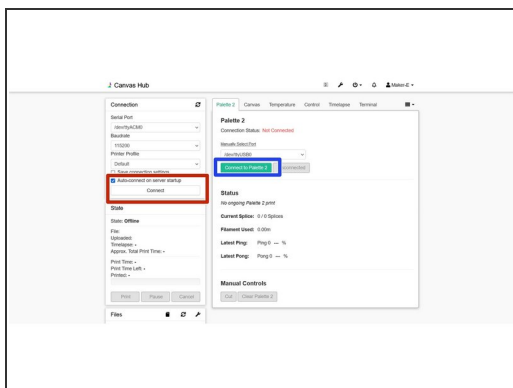 Canvas Hub
Maker-E
Connection
Serial Port
/dev/ttyACM0
Baudrate
115200
Printer Profile
Default
Save connection settings
Auto-connect on server startup
Connect
State
State: Offline
File:
Uploaded:
Timelapse: -
Approx. Total Print Time: -
Print Time: -
Print Time Left: -
Printed: -
Print Pause Cancel
Files
Palette 2 Canvas Temperature Control Timelapse Terminal
Palette 2
Connection Status: Not Connected
Manually Select Port
/dev/ttyUSB0
Connect to Palette 2
Status
No ongoing Palette 2 print
Current Splice: 0 / 0 Splices
Filament Used: 0.00m
Latest Ping: Ping 0 — %
Latest Pong: Pong 0 — %
Manual Controls
Cut Clear Palette 2